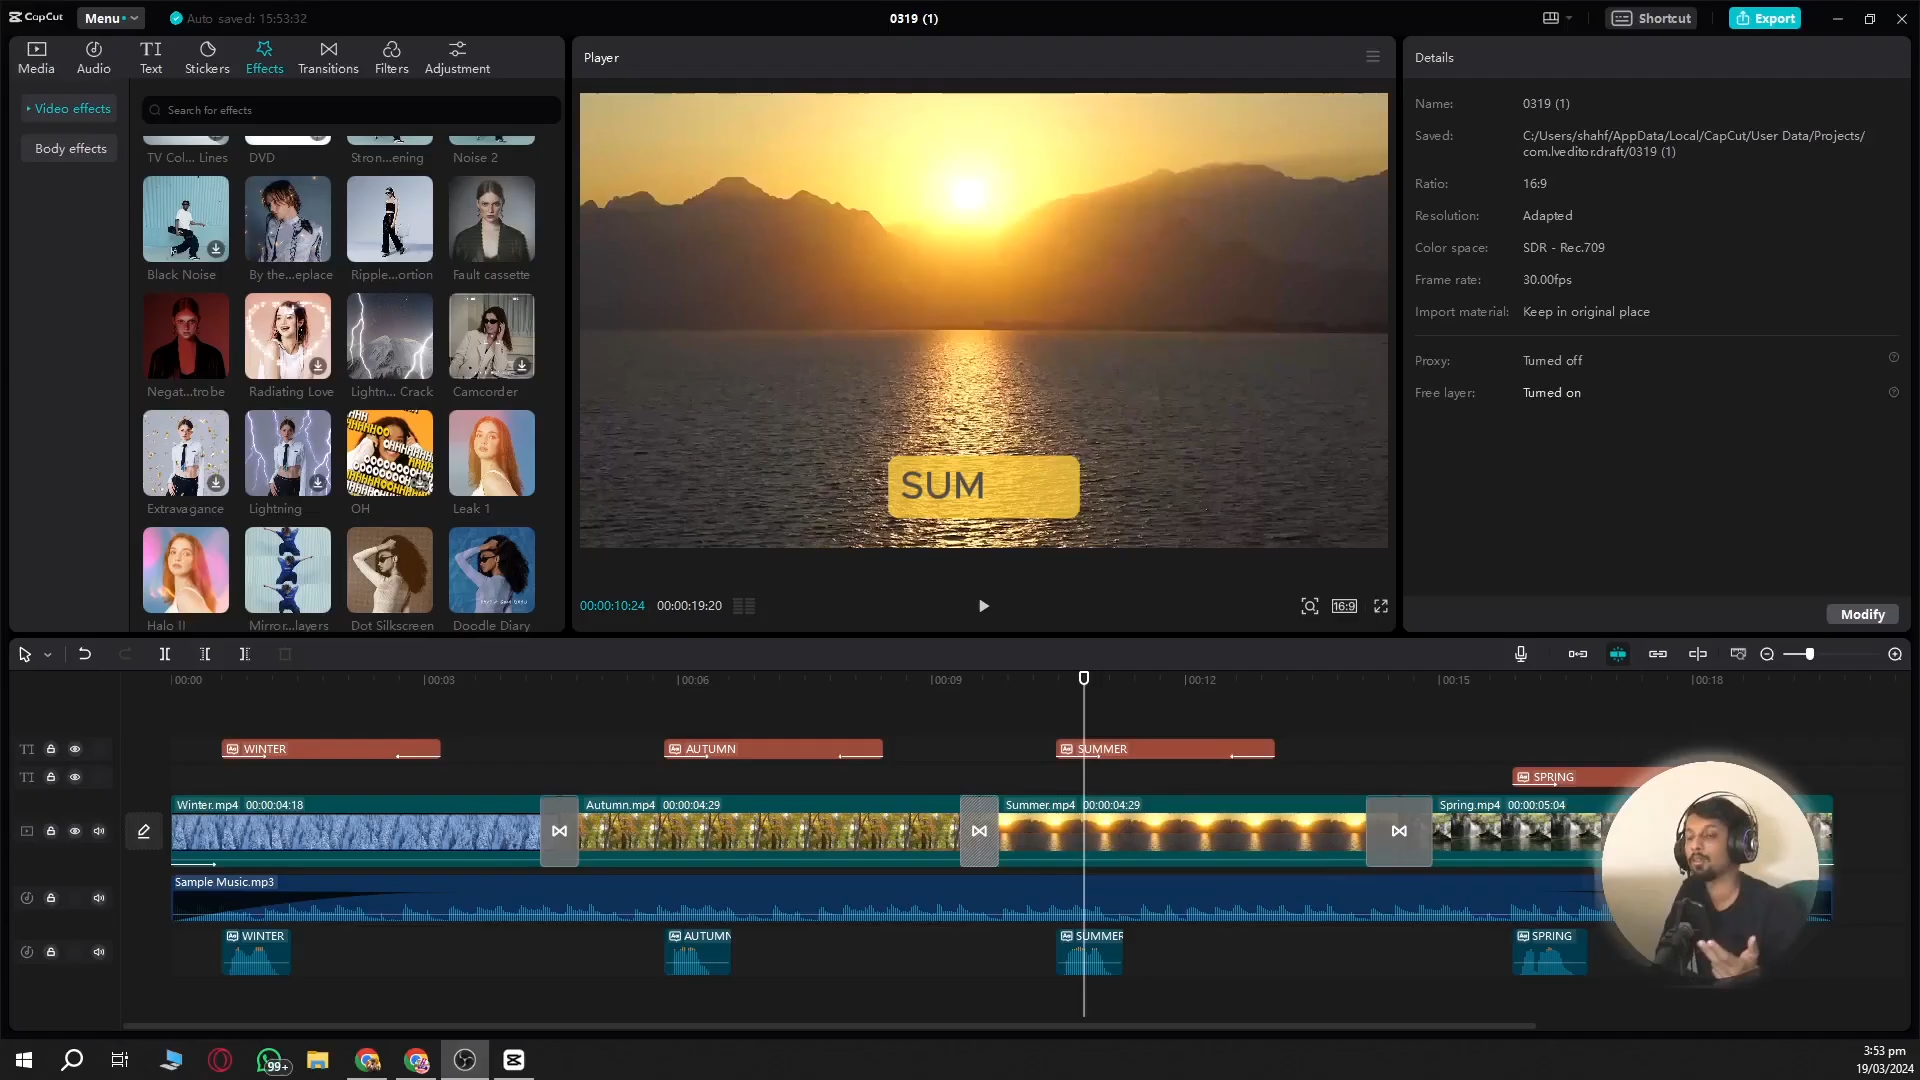 CapCut
Menu
Auto saved: 15:53:32
0319 (1)
Shortcut
Export
Media
Audio
Text
Stickers
Effects
Transitions
Filters
Adjustment
Video effects
Body effects
Search for effects
TV Col... Lines
DVD
Stron...ening
Noise 2
Black Noise
By the...eplace
Ripple...ortion
Fault cassette
Negat...trobe
Radiating Love
Lightn... Crack
Camcorder
Extravagance
Lightning
OH
Leak 1
Halo II
Mirror...layers
Dot Silkscreen
Doodle Diary
Player
SUM
00:00:10:24
00:00:19:20
16:9
Details
Name: 0319 (1)
Saved: C:/Users/shahf/AppData/Local/CapCut/User Data/Projects/
com.lveditor.draft/0319 (1)
Ratio: 16:9
Resolution: Adapted
Color space: SDR - Rec.709
Frame rate: 30.00fps
Import material: Keep in original place
Proxy: Turned off
Free layer: Turned on
Modify
00:00
00:03
00:06
00:09
00:12
00:15
00:18
TI
WINTER
AUTUMN
SUMMER
TI
SPRING
Winter.mp4 00:00:04:18
Autumn.mp4 00:00:04:29
Summer.mp4 00:00:04:29
Spring.mp4 00:00:05:04
Sample Music.mp3
WINTER
AUTUMN
SUMMER
SPRING
99+
3:53 pm
19/03/2024